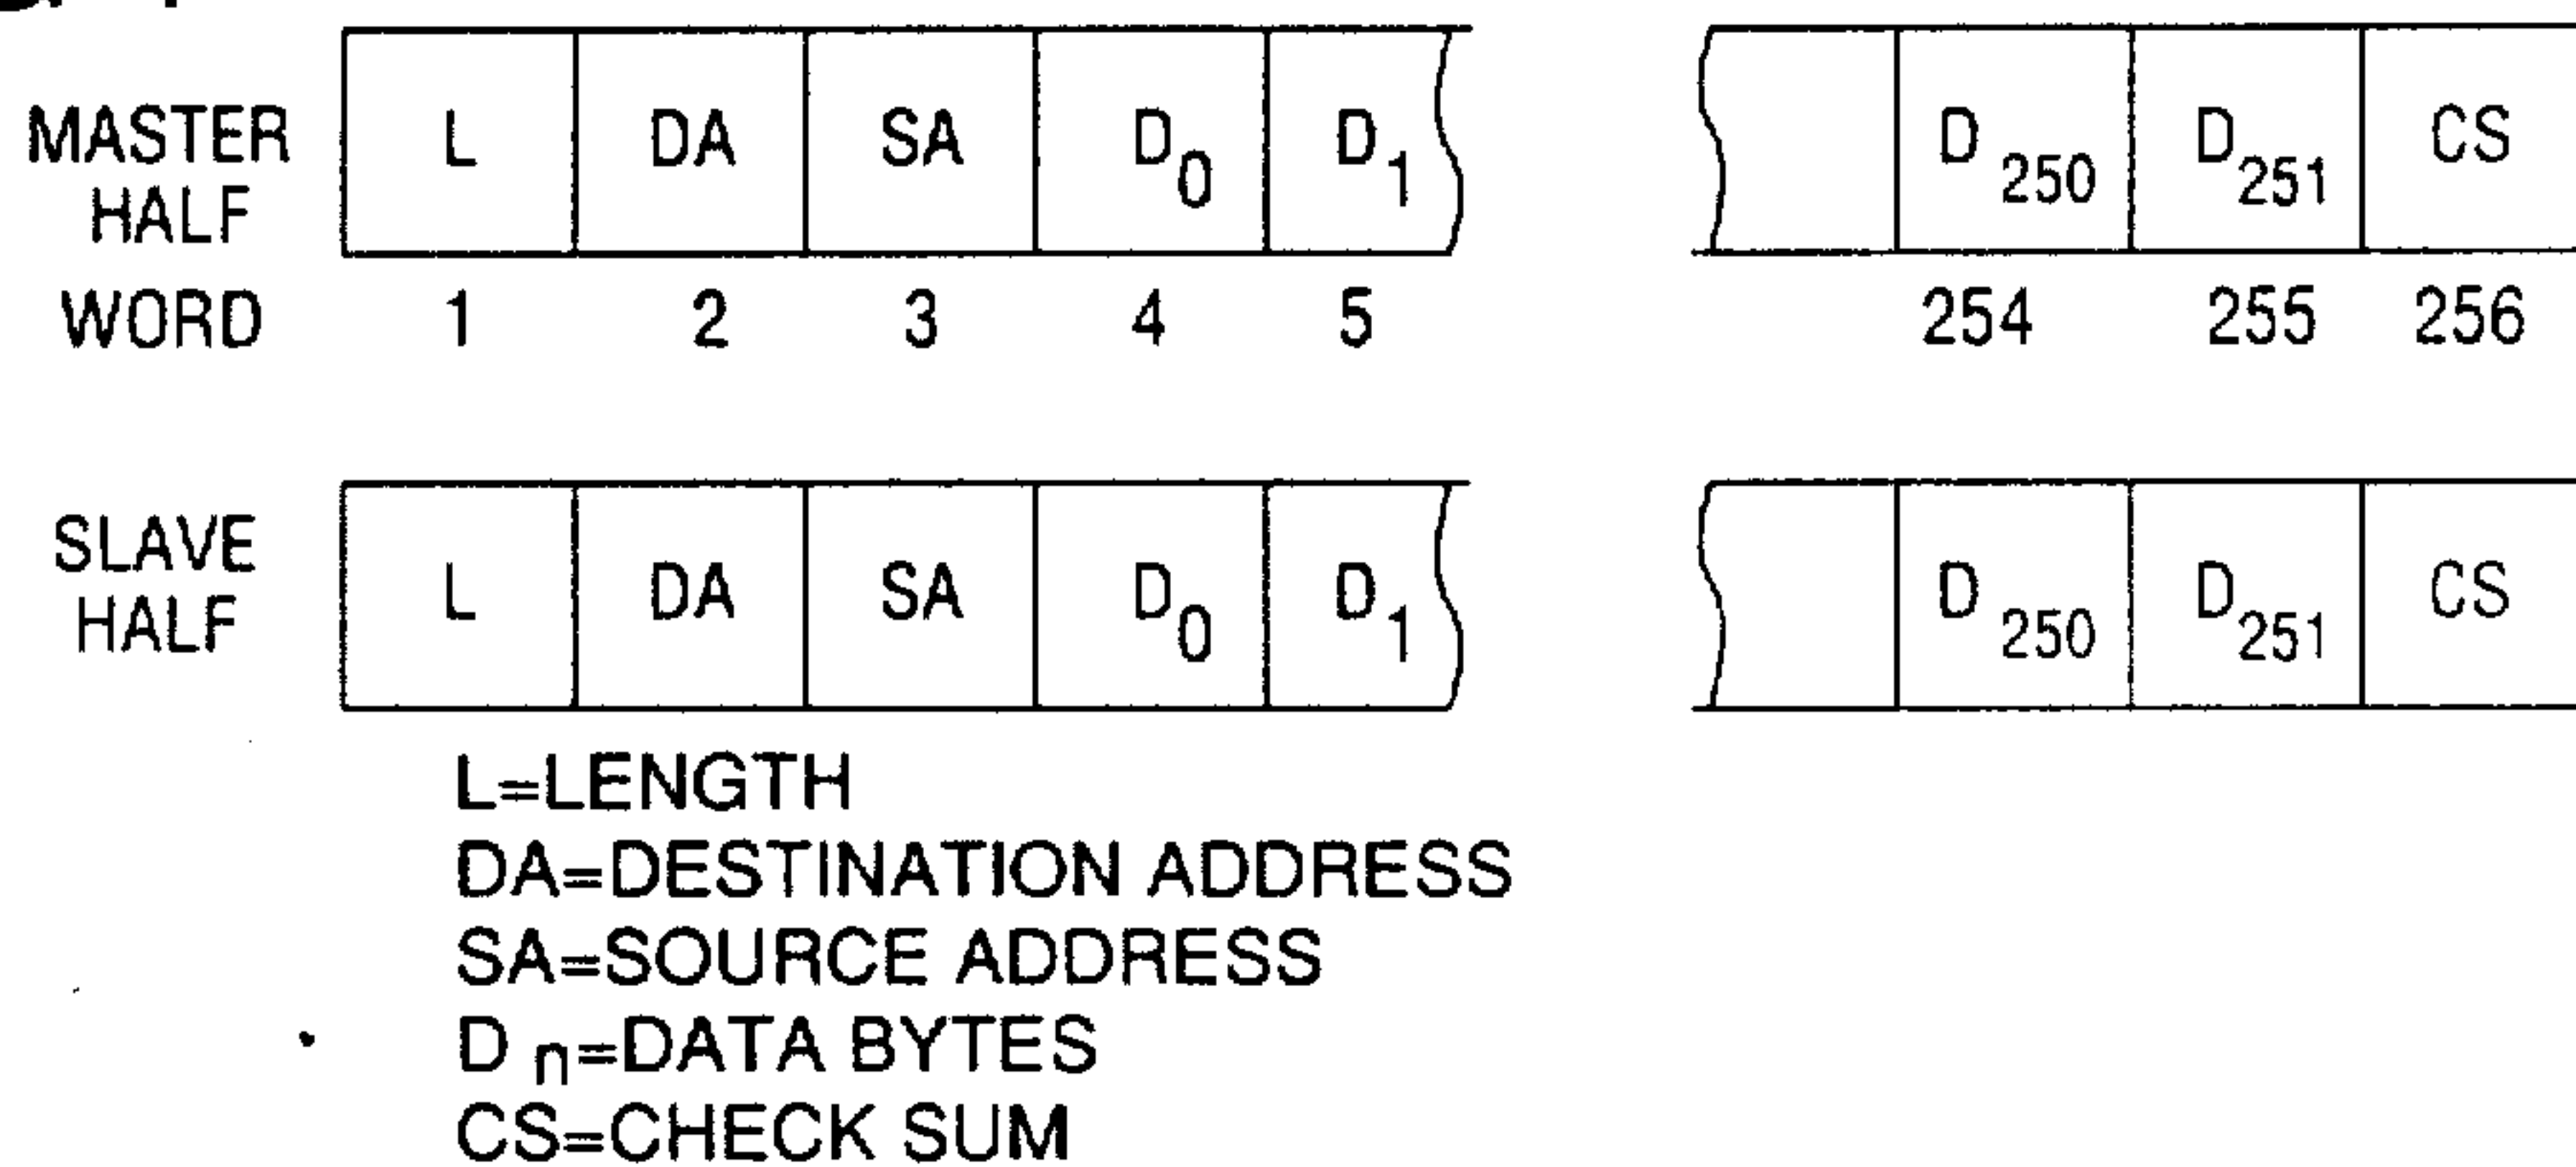 MASTER HALF L DA SA D₀ D₁ D₂₅₀ D₂₅₁ CS
WORD 1 2 3 4 5 254 255 256
SLAVE HALF L DA SA D₀ D₁ D₂₅₀ D₂₅₁ CS
L=LENGTH
DA=DESTINATION ADDRESS
SA=SOURCE ADDRESS
D ₙ=DATA BYTES
CS=CHECK SUM